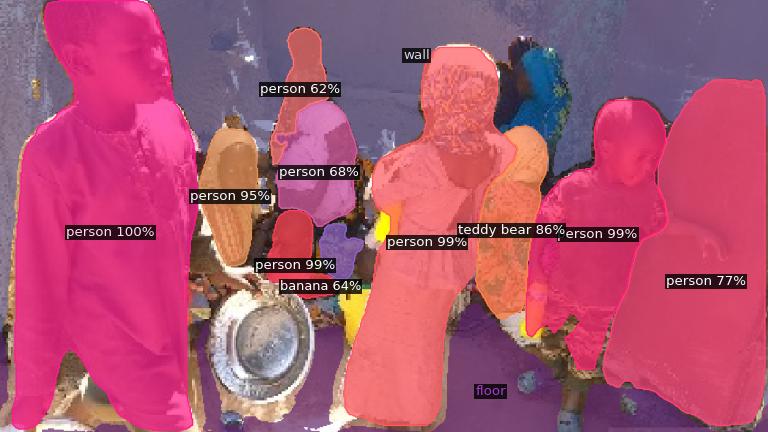 wall
person 62%
person 68%
person 95%
person 100%
person 99%
teddy bear 86%
person 99%
person 99%
banana 64%
person 77%
floor